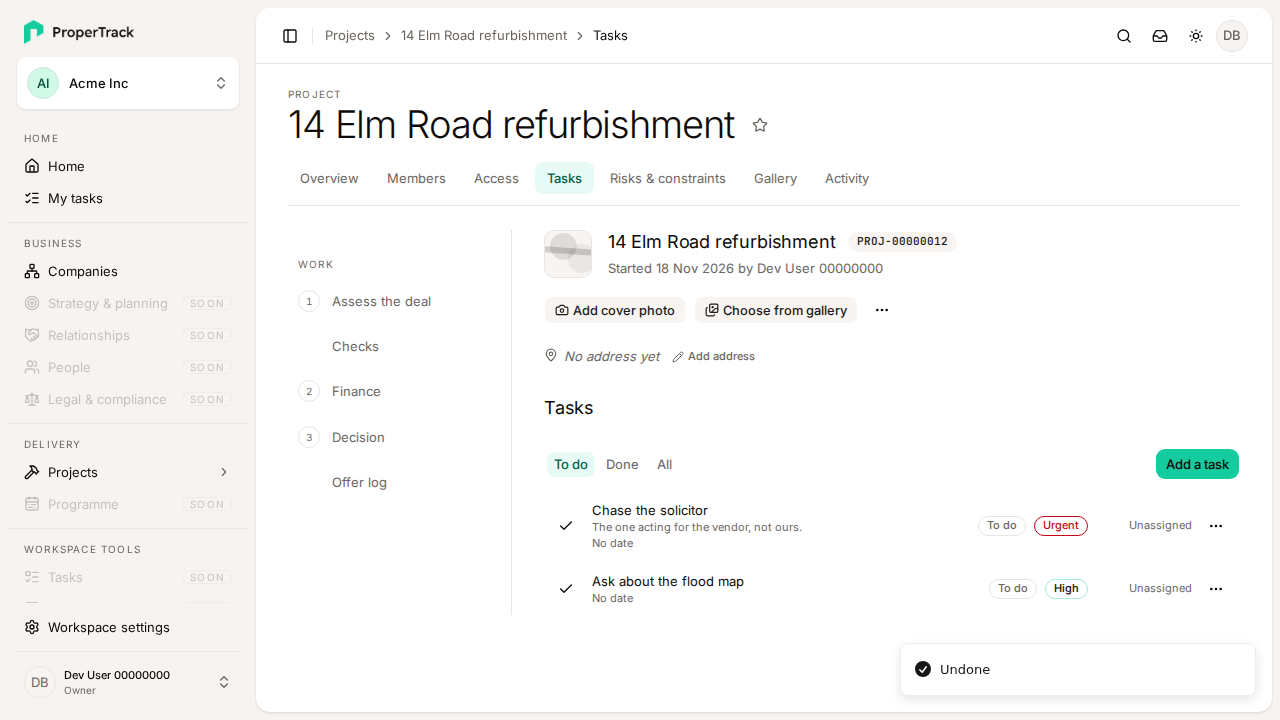 ProperTrack
AI Acme Inc
HOME
Home
My tasks
BUSINESS
Companies
Strategy & planning SOON
Relationships SOON
People SOON
Legal & compliance SOON
DELIVERY
Projects
Programme SOON
WORKSPACE TOOLS
Tasks SOON
Workspace settings
DB Dev User 00000000
Owner
Projects 14 Elm Road refurbishment Tasks
DB
PROJECT
14 Elm Road refurbishment
Overview Members Access Tasks Risks & constraints Gallery Activity
WORK
1 Assess the deal
Checks
2 Finance
3 Decision
Offer log
14 Elm Road refurbishment PROJ-00000012
Started 18 Nov 2026 by Dev User 00000000
Add cover photo Choose from gallery
No address yet Add address
Tasks
To do Done All Add a task
Chase the solicitor
The one acting for the vendor, not ours.
No date
To do Urgent Unassigned
Ask about the flood map
No date
To do High Unassigned
Undone